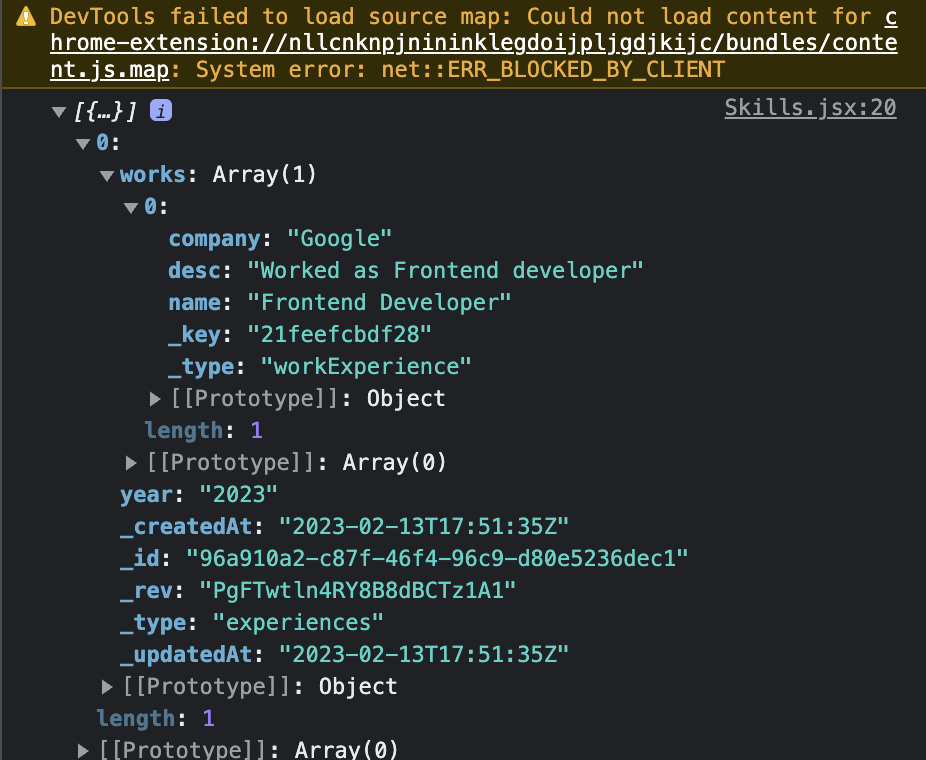 DevTools failed to load source map: Could not load content for c
hrome-extension://nllcnknpjnininklegdoijpljgdjkijc/bundles/conte
nt.js.map: System error: net::ERR_BLOCKED_BY_CLIENT
[{…}] i Skills.jsx:20
0:
works: Array(1)
0:
company: "Google"
desc: "Worked as Frontend developer"
name: "Frontend Developer"
_key: "21feefcbdf28"
_type: "workExperience"
[[Prototype]]: Object
length: 1
[[Prototype]]: Array(0)
year: "2023"
_createdAt: "2023-02-13T17:51:35Z"
_id: "96a910a2-c87f-46f4-96c9-d80e5236dec1"
_rev: "PgFTwtln4RY8B8dBCTz1A1"
_type: "experiences"
_updatedAt: "2023-02-13T17:51:35Z"
[[Prototype]]: Object
length: 1
[[Prototype]]: Array(0)